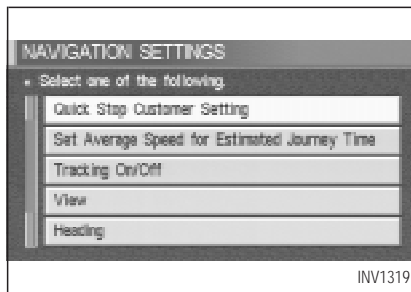 NAVIGATION SETTINGS
Select one of the following.
Quick Stop Customer Setting
Set Average Speed for Estimated Journey Time
Tracking On/Off
View
Heading
INV1319